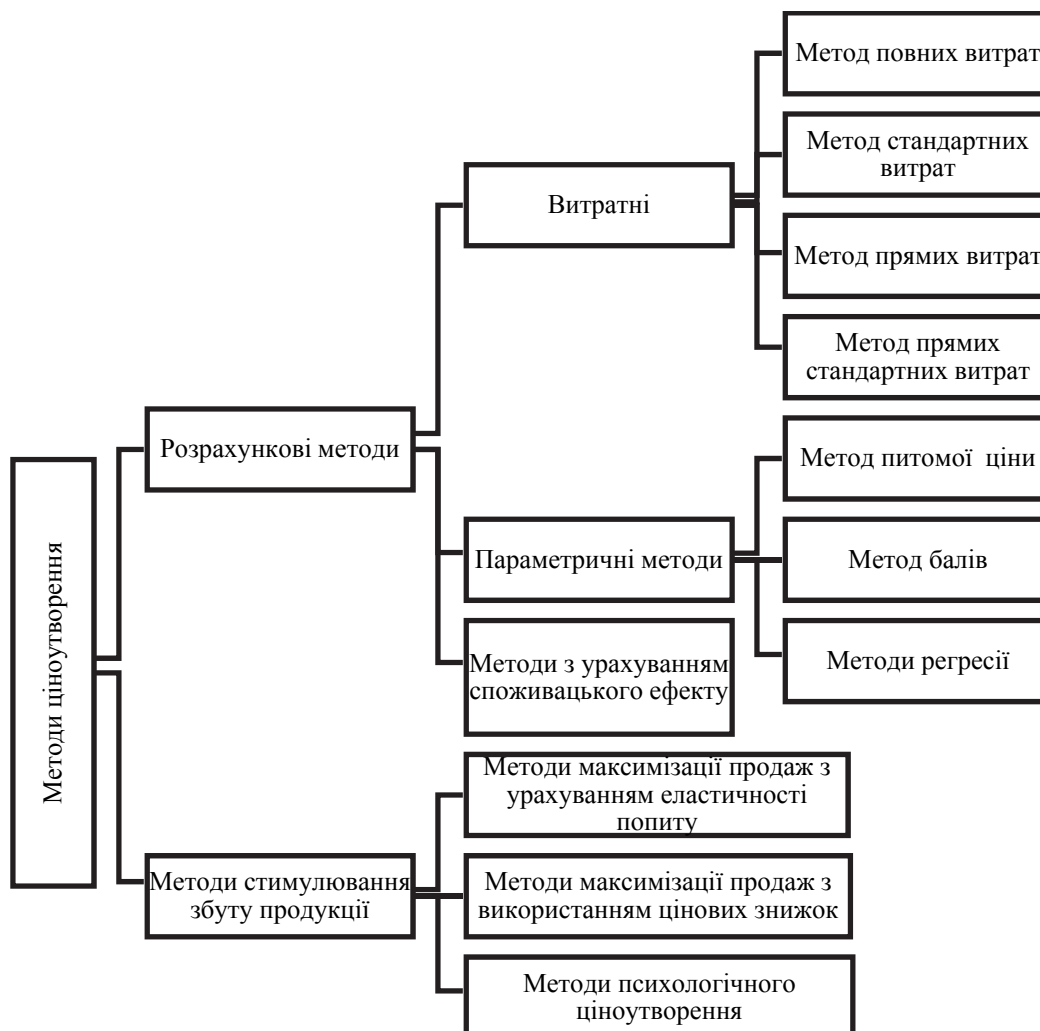 Методи ціноутворення
Розрахункові методи
Витратні
Метод повних витрат
Метод стандартних
витрат
Метод прямих витрат
Метод прямих
стандартних витрат
Параметричні методи
Метод питомої ціни
Метод балів
Методи регресії
Методи з урахуванням
споживацького ефекту
Методи стимулювання
збуту продукції
Методи максимізації продаж з
урахуванням еластичності
попиту
Методи максимізації продаж з
використанням цінових знижок
Методи психологічного
ціноутворення